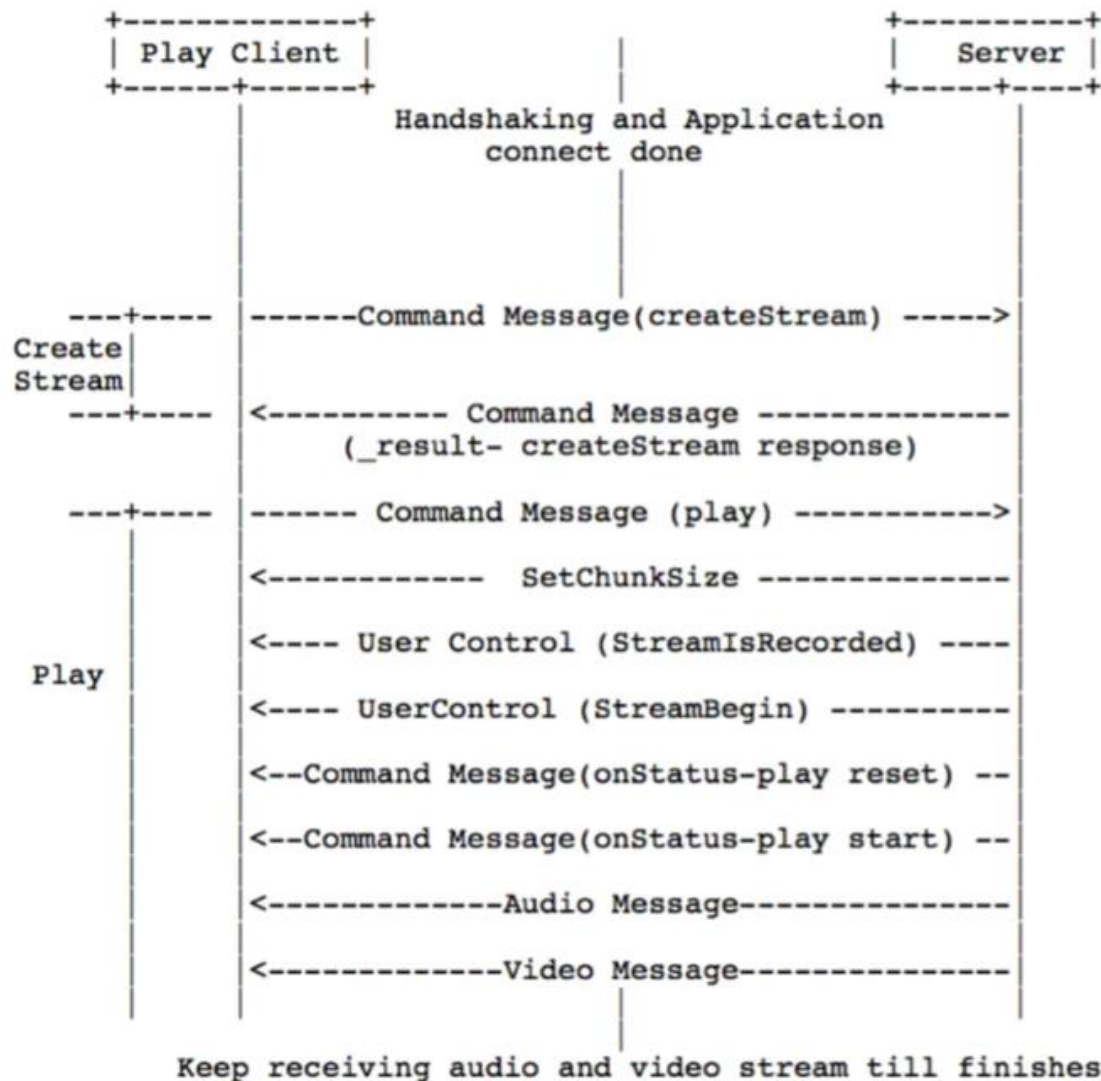 Play Client Server
Handshaking and Application
connect done
Command Message(createStream)
Create
Stream
Command Message
(_result- createStream response)
Command Message (play)
SetChunkSize
User Control (StreamIsRecorded)
Play
UserControl (StreamBegin)
Command Message(onStatus-play reset)
Command Message(onStatus-play start)
Audio Message
Video Message
Keep receiving audio and video stream till finishes